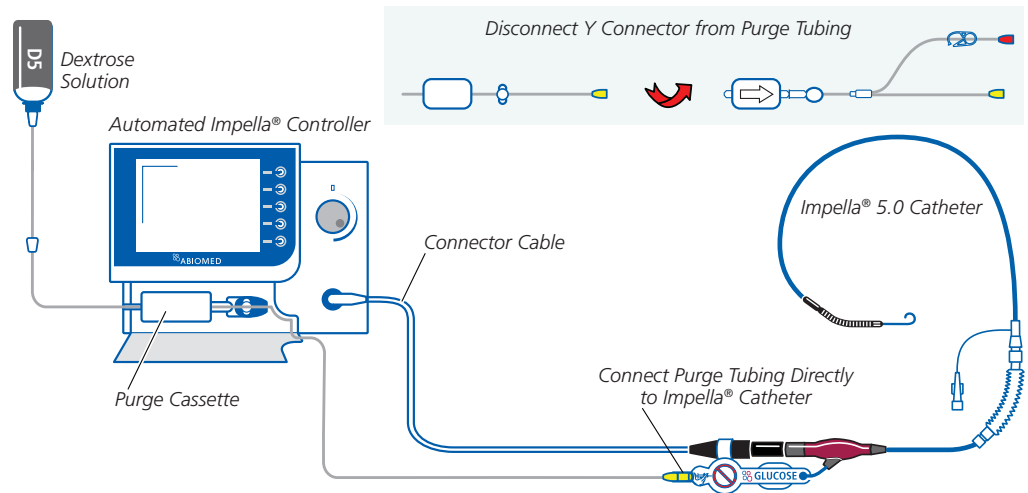 Disconnect Y Connector from Purge Tubing
D5
Dextrose
Solution
Automated Impella® Controller
ABIOMED
Connector Cable
Impella® 5.0 Catheter
Purge Cassette
Connect Purge Tubing Directly
to Impella® Catheter
GLUCOSE